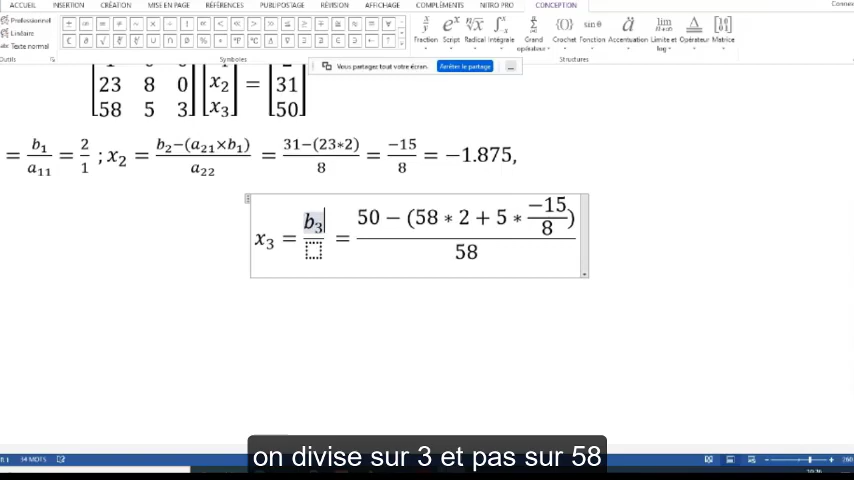 ACCUEIL INSERTION CRÉATION MISE EN PAGE RÉFÉRENCES PUBLIPOSTAGE RÉVISION AFFICHAGE COMPLÉMENTS NITRO PRO CONCEPTION
Professionnel
Linéaire
Texte normal
Fraction Script Radical Intégrale Grand opérateur Crochet Fonction Accentuation Limite et log Opérateur Matrice
Outils Symboles Structures
Vous partagez tout votre écran. Arrêter le partage
23 8 0 x₂ = 31
58 5 3 x₃ 50
= b₁/a₁₁ = 2/1 ; x₂ = (b₂−(a₂₁×b₁))/a₂₂ = (31−(23∗2))/8 = −15/8 = −1.875,
x₃ = b₃/⬚ = (50 − (58 ∗ 2 + 5 ∗ −15/8))/58
on divise sur 3 et pas sur 58
54 MOTS